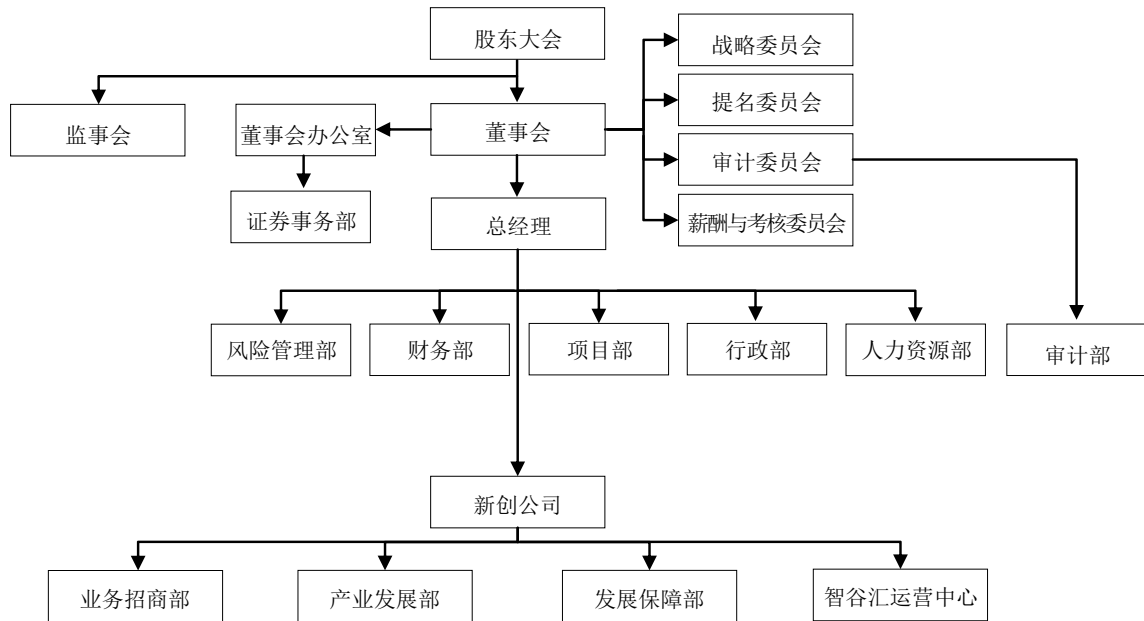 股东大会
战略委员会
提名委员会
监事会
董事会办公室
董事会
审计委员会
证券事务部
总经理
薪酬与考核委员会
风险管理部
财务部
项目部
行政部
人力资源部
审计部
新创公司
业务招商部
产业发展部
发展保障部
智谷汇运营中心